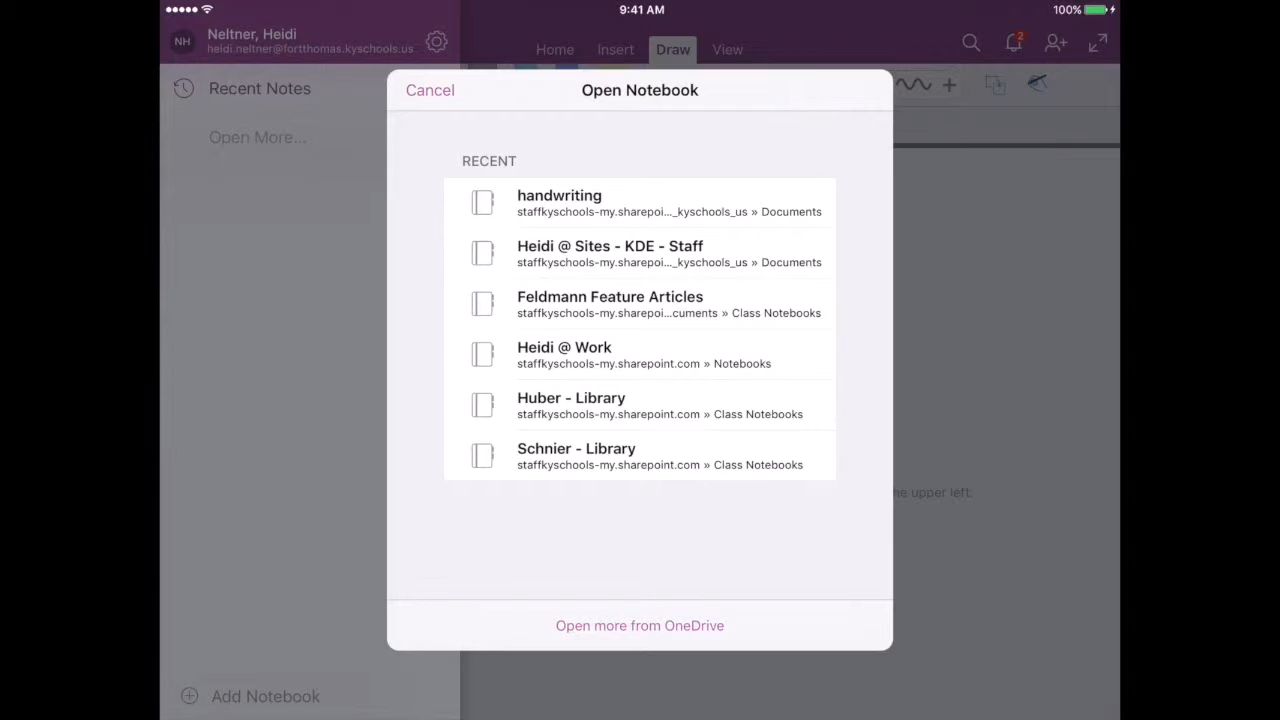 9:41 AM
100%
NH
Neltner, Heidi
heidi.neltner@fortthomas.kyschools.us
Home
Insert
Draw
View
2
Recent Notes
Open More...
Cancel
Open Notebook
RECENT
handwriting
staffkyschools-my.sharepoi..._kyschools_us » Documents
Heidi @ Sites - KDE - Staff
staffkyschools-my.sharepoi..._kyschools_us » Documents
Feldmann Feature Articles
staffkyschools-my.sharepoi...cuments » Class Notebooks
Heidi @ Work
staffkyschools-my.sharepoint.com » Notebooks
Huber - Library
staffkyschools-my.sharepoint.com » Class Notebooks
Schnier - Library
staffkyschools-my.sharepoint.com » Class Notebooks
upper left.
Open more from OneDrive
Add Notebook